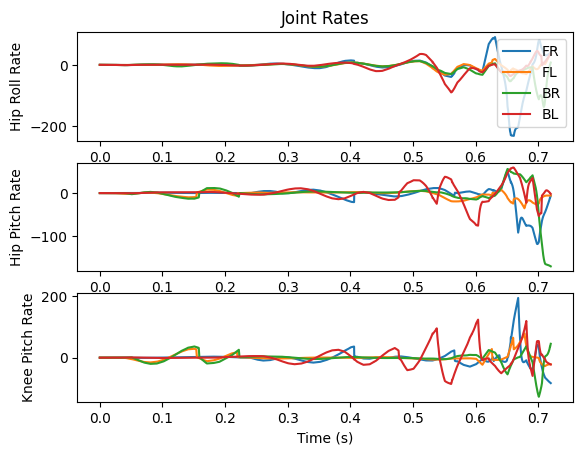 Joint Rates
Hip Roll Rate
0
−200
FR
FL
BR
BL
0.0 0.1 0.2 0.3 0.4 0.5 0.6 0.7
Hip Pitch Rate
0
−100
0.0 0.1 0.2 0.3 0.4 0.5 0.6 0.7
Knee Pitch Rate
200
0
0.0 0.1 0.2 0.3 0.4 0.5 0.6 0.7
Time (s)